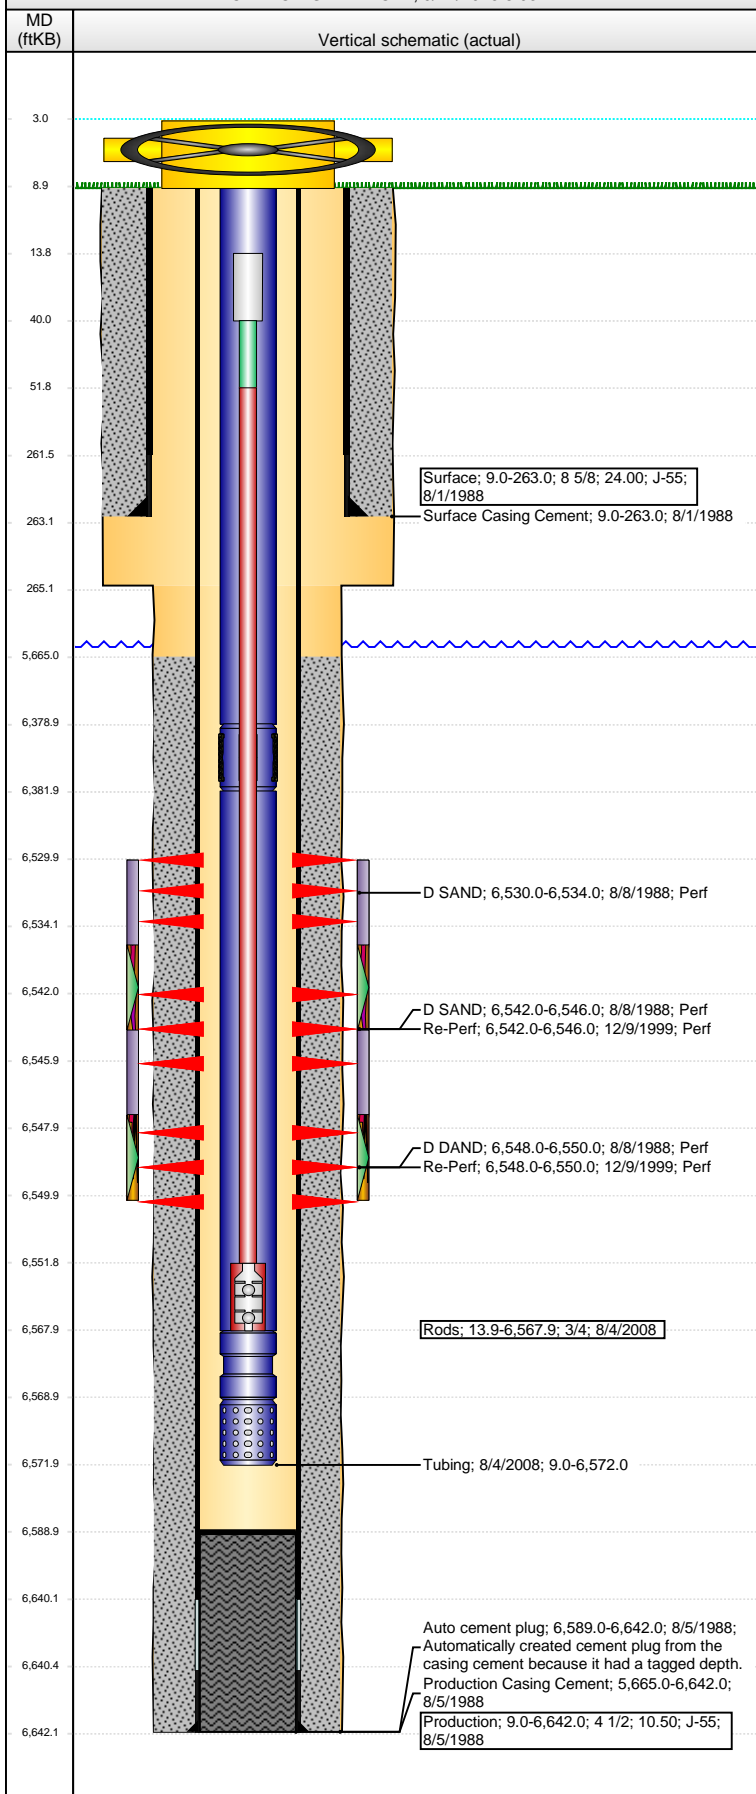 MD
(ftKB)
Vertical schematic (actual)
3.0
8.9
13.8
40.0
51.8
261.5
Surface; 9.0-263.0; 8 5/8; 24.00; J-55;
8/1/1988
Surface Casing Cement; 9.0-263.0; 8/1/1988
263.1
265.1
5,665.0
6,378.9
6,381.9
6,529.9
D SAND; 6,530.0-6,534.0; 8/8/1988; Perf
6,534.1
6,542.0
D SAND; 6,542.0-6,546.0; 8/8/1988; Perf
Re-Perf; 6,542.0-6,546.0; 12/9/1999; Perf
6,545.9
6,547.9
D DAND; 6,548.0-6,550.0; 8/8/1988; Perf
Re-Perf; 6,548.0-6,550.0; 12/9/1999; Perf
6,549.9
6,551.8
6,567.9
Rods; 13.9-6,567.9; 3/4; 8/4/2008
6,568.9
6,571.9
Tubing; 8/4/2008; 9.0-6,572.0
6,588.9
6,640.1
Auto cement plug; 6,589.0-6,642.0; 8/5/1988;
Automatically created cement plug from the
casing cement because it had a tagged depth.
6,640.4
Production Casing Cement; 5,665.0-6,642.0;
8/5/1988
Production; 9.0-6,642.0; 4 1/2; 10.50; J-55;
8/5/1988
6,642.1